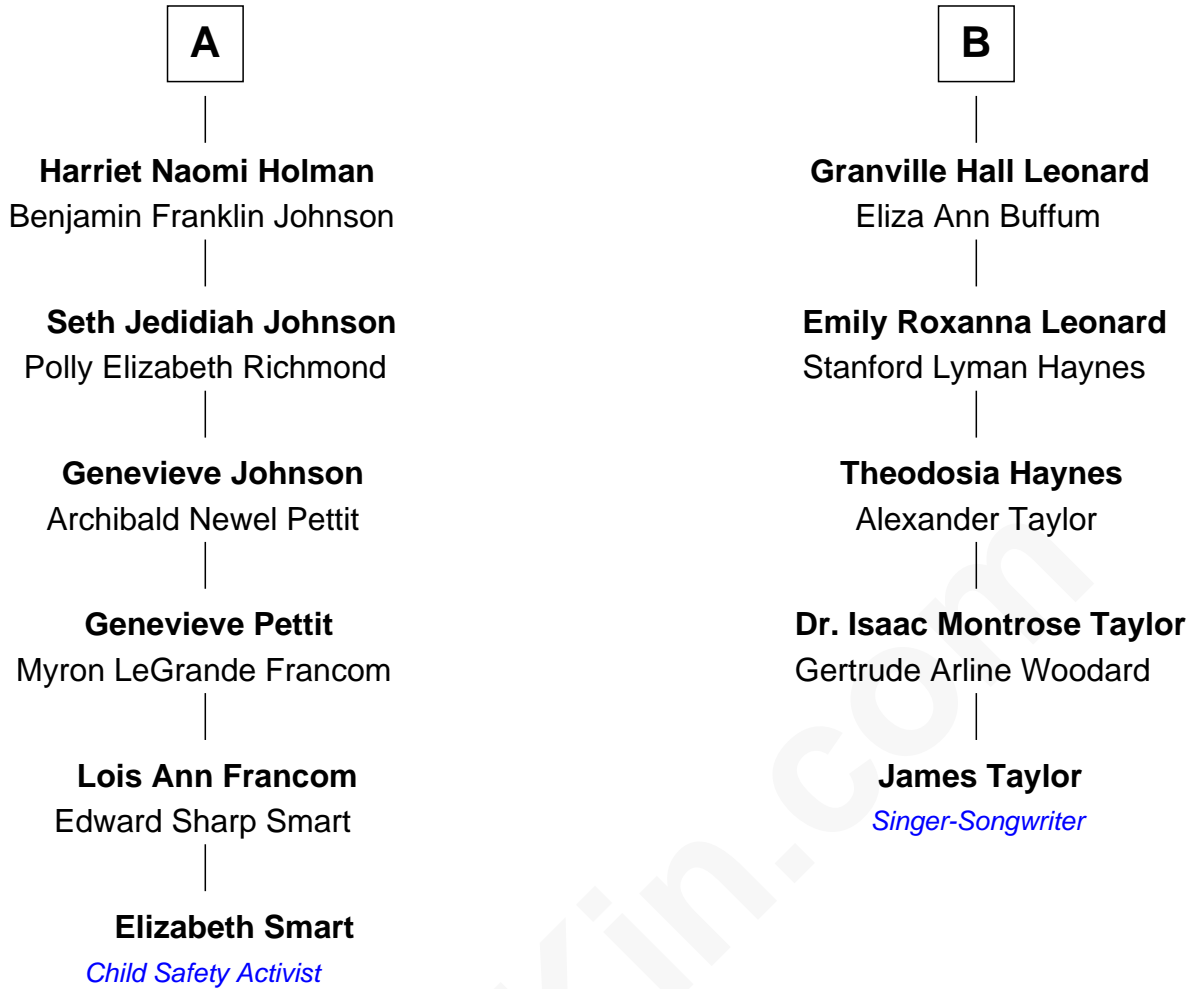 A
Harriet Naomi Holman
Benjamin Franklin Johnson
Seth Jedidiah Johnson
Polly Elizabeth Richmond
Genevieve Johnson
Archibald Newel Pettit
Genevieve Pettit
Myron LeGrande Francom
Lois Ann Francom
Edward Sharp Smart
Elizabeth Smart
Child Safety Activist
B
Granville Hall Leonard
Eliza Ann Buffum
Emily Roxanna Leonard
Stanford Lyman Haynes
Theodosia Haynes
Alexander Taylor
Dr. Isaac Montrose Taylor
Gertrude Arline Woodard
James Taylor
Singer-Songwriter
Kin.com